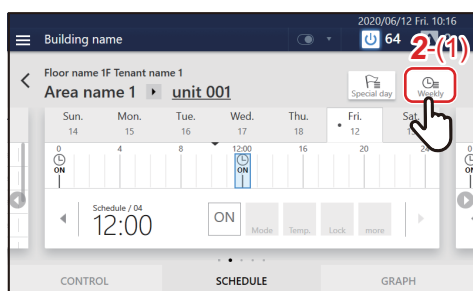 2020/06/12 Fri. 10:16
Building name
64
2-(1)
Floor name 1F Tenant name 1
Area name 1 unit 001
Special day
Weekly
Sun. Mon. Tue. Wed. Thu. Fri. Sat.
14 15 16 17 18 12
0 4 8 12:00 16 20 24 0
ON ON ON
Schedule / 04
12:00
ON Mode Temp. Lock more
CONTROL SCHEDULE GRAPH